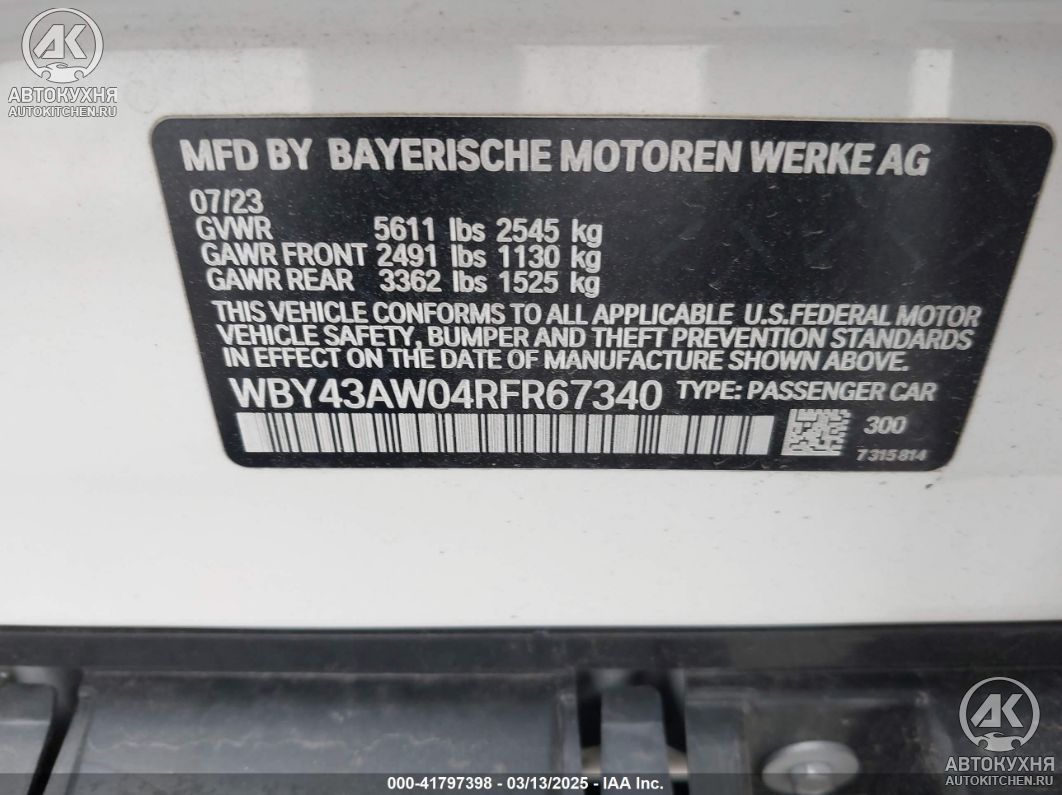 АК
АВТОКУХНЯ
AUTOKITCHEN.RU
MFD BY BAYERISCHE MOTOREN WERKE AG
07/23
GVWR 5611 lbs 2545 kg
GAWR FRONT 2491 lbs 1130 kg
GAWR REAR 3362 lbs 1525 kg
THIS VEHICLE CONFORMS TO ALL APPLICABLE U.S.FEDERAL MOTOR
VEHICLE SAFETY, BUMPER AND THEFT PREVENTION STANDARDS
IN EFFECT ON THE DATE OF MANUFACTURE SHOWN ABOVE.
WBY43AW04RFR67340 TYPE: PASSENGER CAR
300
7315814
АК
АВТОКУХНЯ
AUTOKITCHEN.RU
000-41797398 - 03/13/2025 - IAA Inc.